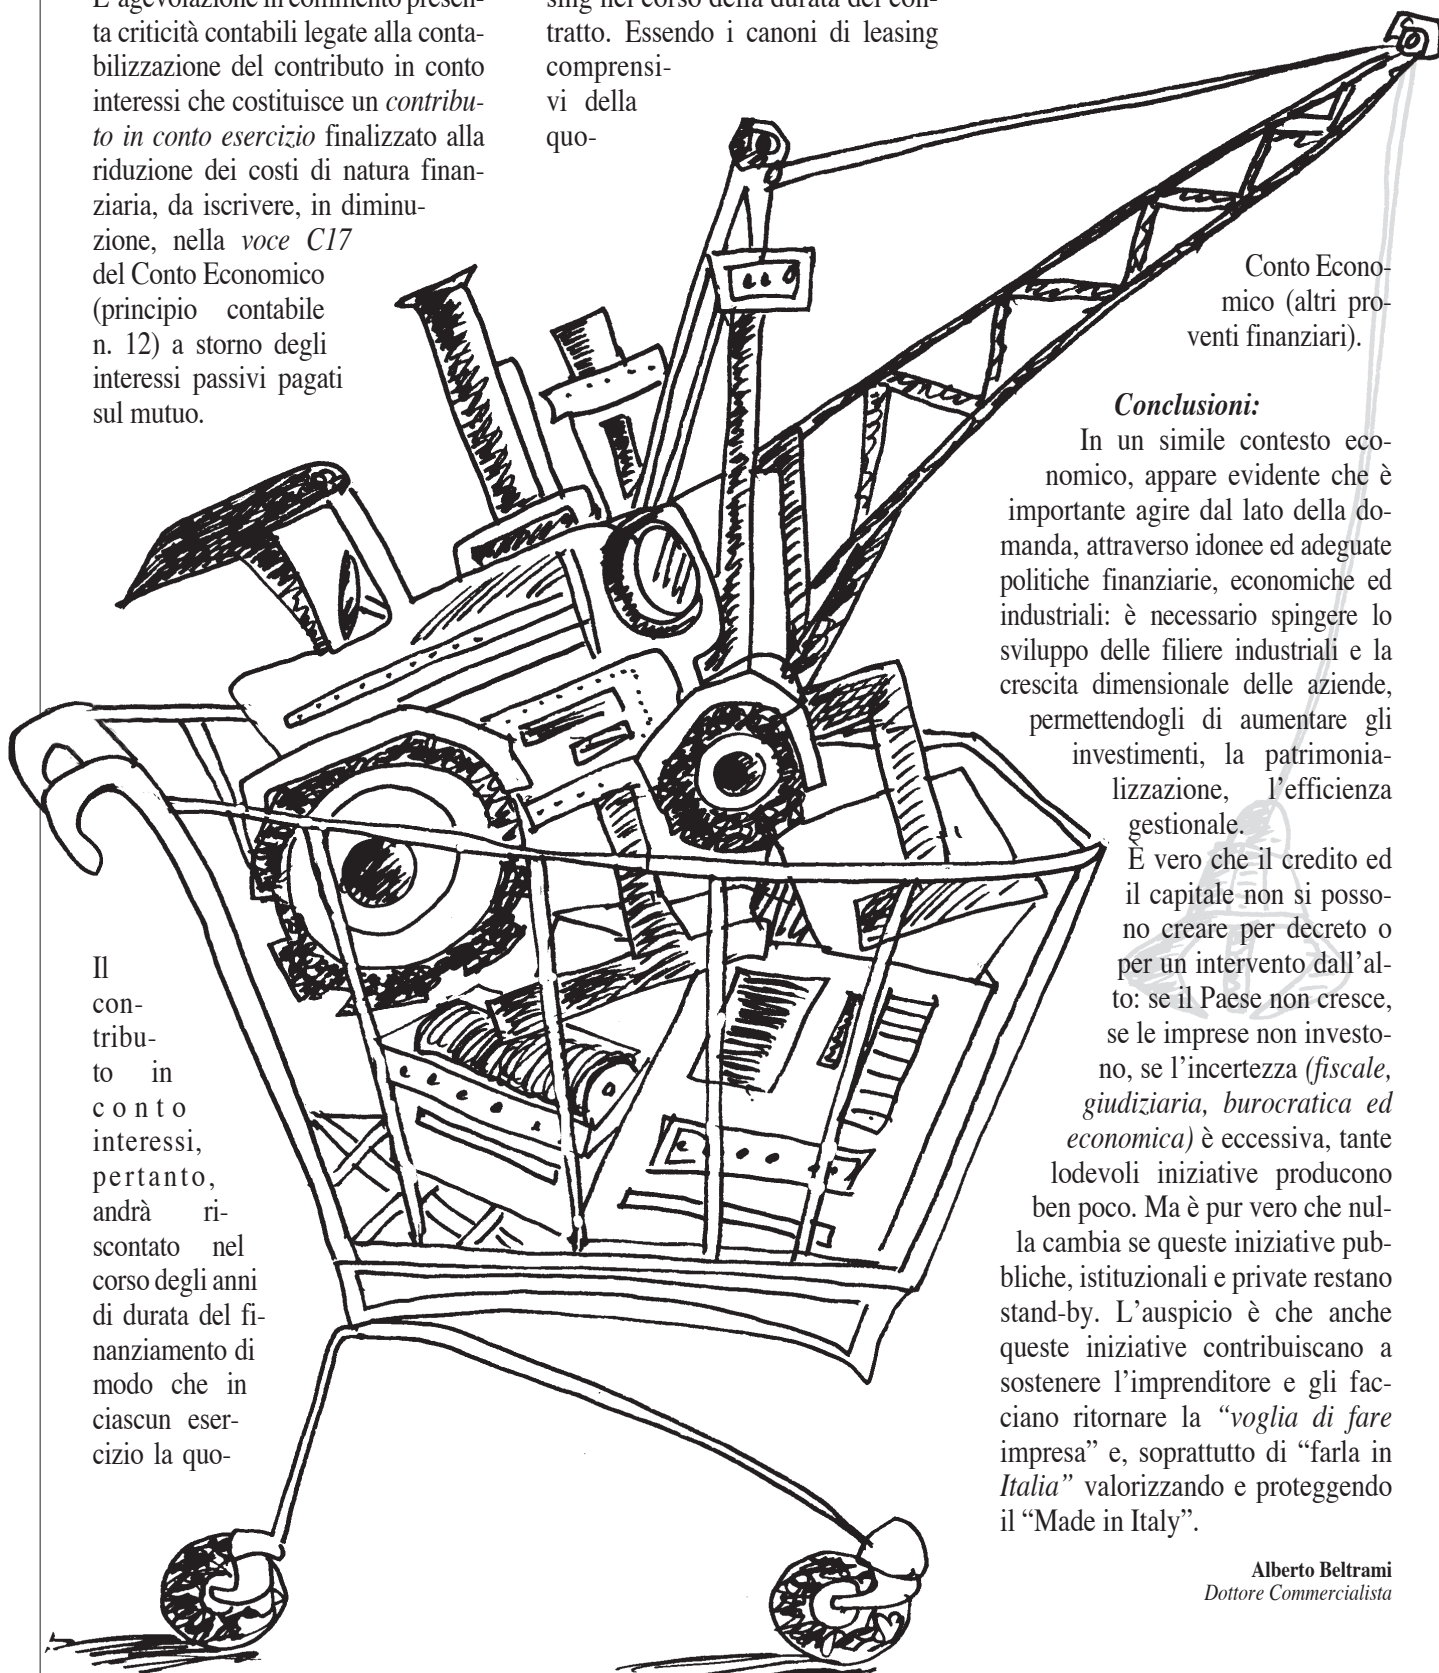 L'agevolazione in commento presen-
ta criticità contabili legate alla conta-
bilizzazione del contributo in conto
interessi che costituisce un contribu-
to in conto esercizio finalizzato alla
riduzione dei costi di natura finan-
ziaria, da iscrivere, in diminu-
zione, nella voce C17
del Conto Economico
(principio contabile
n. 12) a storno degli
interessi passivi pagati
sul mutuo.
Il
con-
tribu-
to in
conto
interessi,
pertanto,
andrà ri-
scontato nel
corso degli anni
di durata del fi-
nanziamento di
modo che in
ciascun eser-
cizio la quo-
sing nel corso della durata del con-
tratto. Essendo i canoni di leasing
comprensi-
vi della
quo-
Conto Econo-
mico (altri pro-
venti finanziari).
Conclusioni:
In un simile contesto eco-
nomico, appare evidente che è
importante agire dal lato della do-
manda, attraverso idonee ed adeguate
politiche finanziarie, economiche ed
industriali: è necessario spingere lo
sviluppo delle filiere industriali e la
crescita dimensionale delle aziende,
permettendogli di aumentare gli
investimenti, la patrimonia-
lizzazione, l'efficienza
gestionale.
È vero che il credito ed
il capitale non si posso-
no creare per decreto o
per un intervento dall'al-
to: se il Paese non cresce,
se le imprese non investo-
no, se l'incertezza (fiscale,
giudiziaria, burocratica ed
economica) è eccessiva, tante
lodevoli iniziative producono
ben poco. Ma è pur vero che nul-
la cambia se queste iniziative pub-
bliche, istituzionali e private restano
stand-by. L'auspicio è che anche
queste iniziative contribuiscano a
sostenere l'imprenditore e gli fac-
ciano ritornare la “voglia di fare
impresa” e, soprattutto di “farla in
Italia” valorizzando e proteggendo
il “Made in Italy”.
Alberto Beltrami
Dottore Commercialista